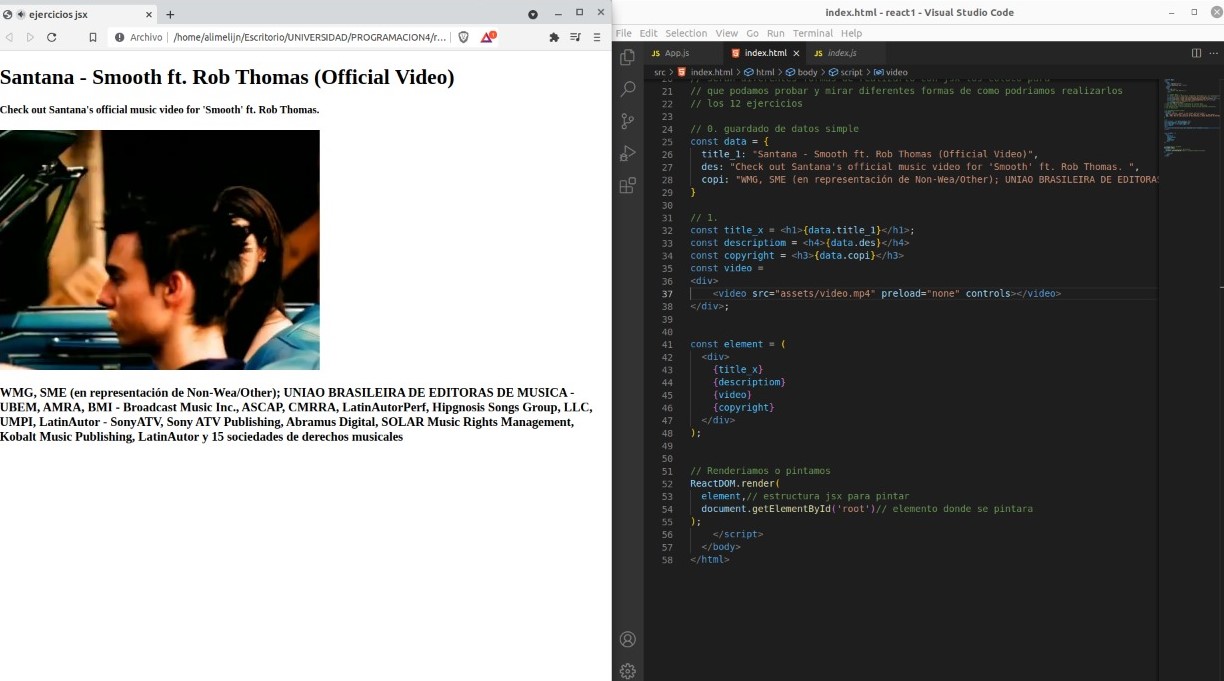 ejercicios jsx
Archivo | /home/alimelijn/Escritorio/UNIVERSIDAD/PROGRAMACION4/r...
Santana - Smooth ft. Rob Thomas (Official Video)
Check out Santana's official music video for 'Smooth' ft. Rob Thomas.
WMG, SME (en representación de Non-Wea/Other); UNIAO BRASILEIRA DE EDITORAS DE MUSICA -
UBEM, AMRA, BMI - Broadcast Music Inc., ASCAP, CMRRA, LatinAutorPerf, Hipgnosis Songs Group, LLC,
UMPI, LatinAutor - SonyATV, Sony ATV Publishing, Abramus Digital, SOLAR Music Rights Management,
Kobalt Music Publishing, LatinAutor y 15 sociedades de derechos musicales
index.html - react1 - Visual Studio Code
File Edit Selection View Go Run Terminal Help
JS App.js index.html JS index.js
src > index.html > html > body > script > video
21 // que podamos probar y mirar diferentes formas de como podriamos realizarlos
22 // los 12 ejercicios
23
24 // 0. guardado de datos simple
25 const data = {
26 title_1: "Santana - Smooth ft. Rob Thomas (Official Video)",
27 des: "Check out Santana's official music video for 'Smooth' ft. Rob Thomas. ",
28 copi: "WMG, SME (en representación de Non-Wea/Other); UNIAO BRASILEIRA DE EDITORAS
29 }
30
31 // 1.
32 const title_x = <h1>{data.title_1}</h1>;
33 const descriptiom = <h4>{data.des}</h4>
34 const copyright = <h3>{data.copi}</h3>
35 const video =
36 <div>
37 <video src="assets/video.mp4" preload="none" controls></video>
38 </div>;
39
40
41 const element = (
42 <div>
43 {title_x}
44 {descriptiom}
45 {video}
46 {copyright}
47 </div>
48 );
49
50
51 // Renderiamos o pintamos
52 ReactDOM.render(
53 element,// estructura jsx para pintar
54 document.getElementById('root')// elemento donde se pintara
55 );
56 </script>
57 </body>
58 </html>